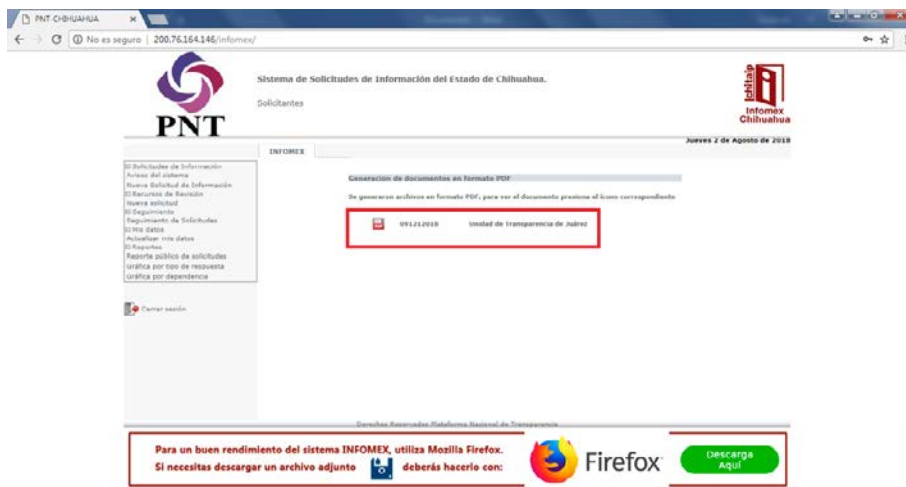 PNT-CHIHUAHUA
No es seguro | 200.76.164.146/infomex/
PNT
Sistema de Solicitudes de Información del Estado de Chihuahua.
Solicitantes
Ichitaip
Infomex
Chihuahua
Jueves 2 de Agosto de 2018
INFOMEX
Solicitudes de Información
Avisos del sistema
Nueva Solicitud de Información
Recursos de Revisión
Nueva solicitud
Seguimiento
Seguimiento de Solicitudes
Mis datos
Actualizar mis datos
Reportes
Reporte público de solicitudes
Gráfica por tipo de respuesta
Gráfica por dependencia
Cerrar sesión
Generación de documentos en formato PDF
Se generaron archivos en formato PDF, para ver el documento presione el ícono correspondiente
091212018 Unidad de Transparencia de Juárez
Derechos Reservados Plataforma Nacional de Transparencia
Para un buen rendimiento del sistema INFOMEX, utiliza Mozilla Firefox.
Si necesitas descargar un archivo adjunto deberás hacerlo con:
Firefox
Descarga
Aquí